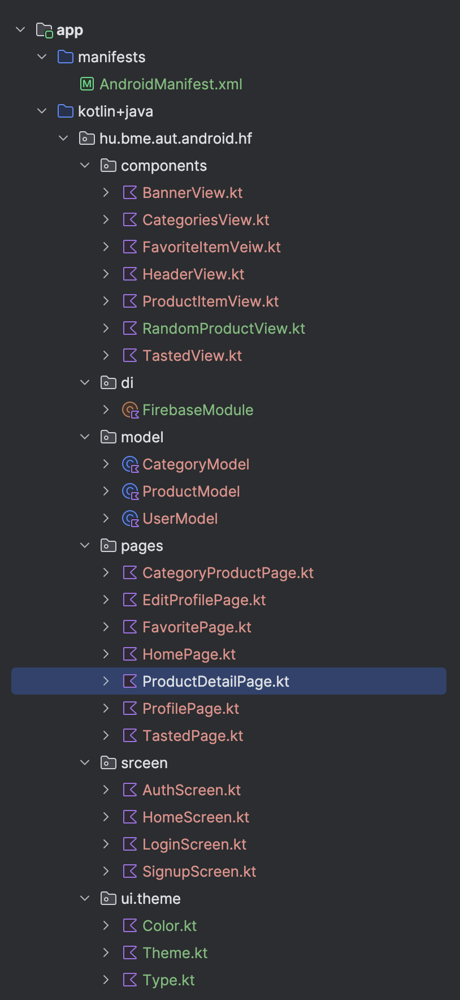 app
manifests
M AndroidManifest.xml
kotlin+java
hu.bme.aut.android.hf
components
BannerView.kt
CategoriesView.kt
FavoriteItemVeiw.kt
HeaderView.kt
ProductItemView.kt
RandomProductView.kt
TastedView.kt
di
FirebaseModule
model
CategoryModel
ProductModel
UserModel
pages
CategoryProductPage.kt
EditProfilePage.kt
FavoritePage.kt
HomePage.kt
ProductDetailPage.kt
ProfilePage.kt
TastedPage.kt
srceen
AuthScreen.kt
HomeScreen.kt
LoginScreen.kt
SignupScreen.kt
ui.theme
Color.kt
Theme.kt
Type.kt